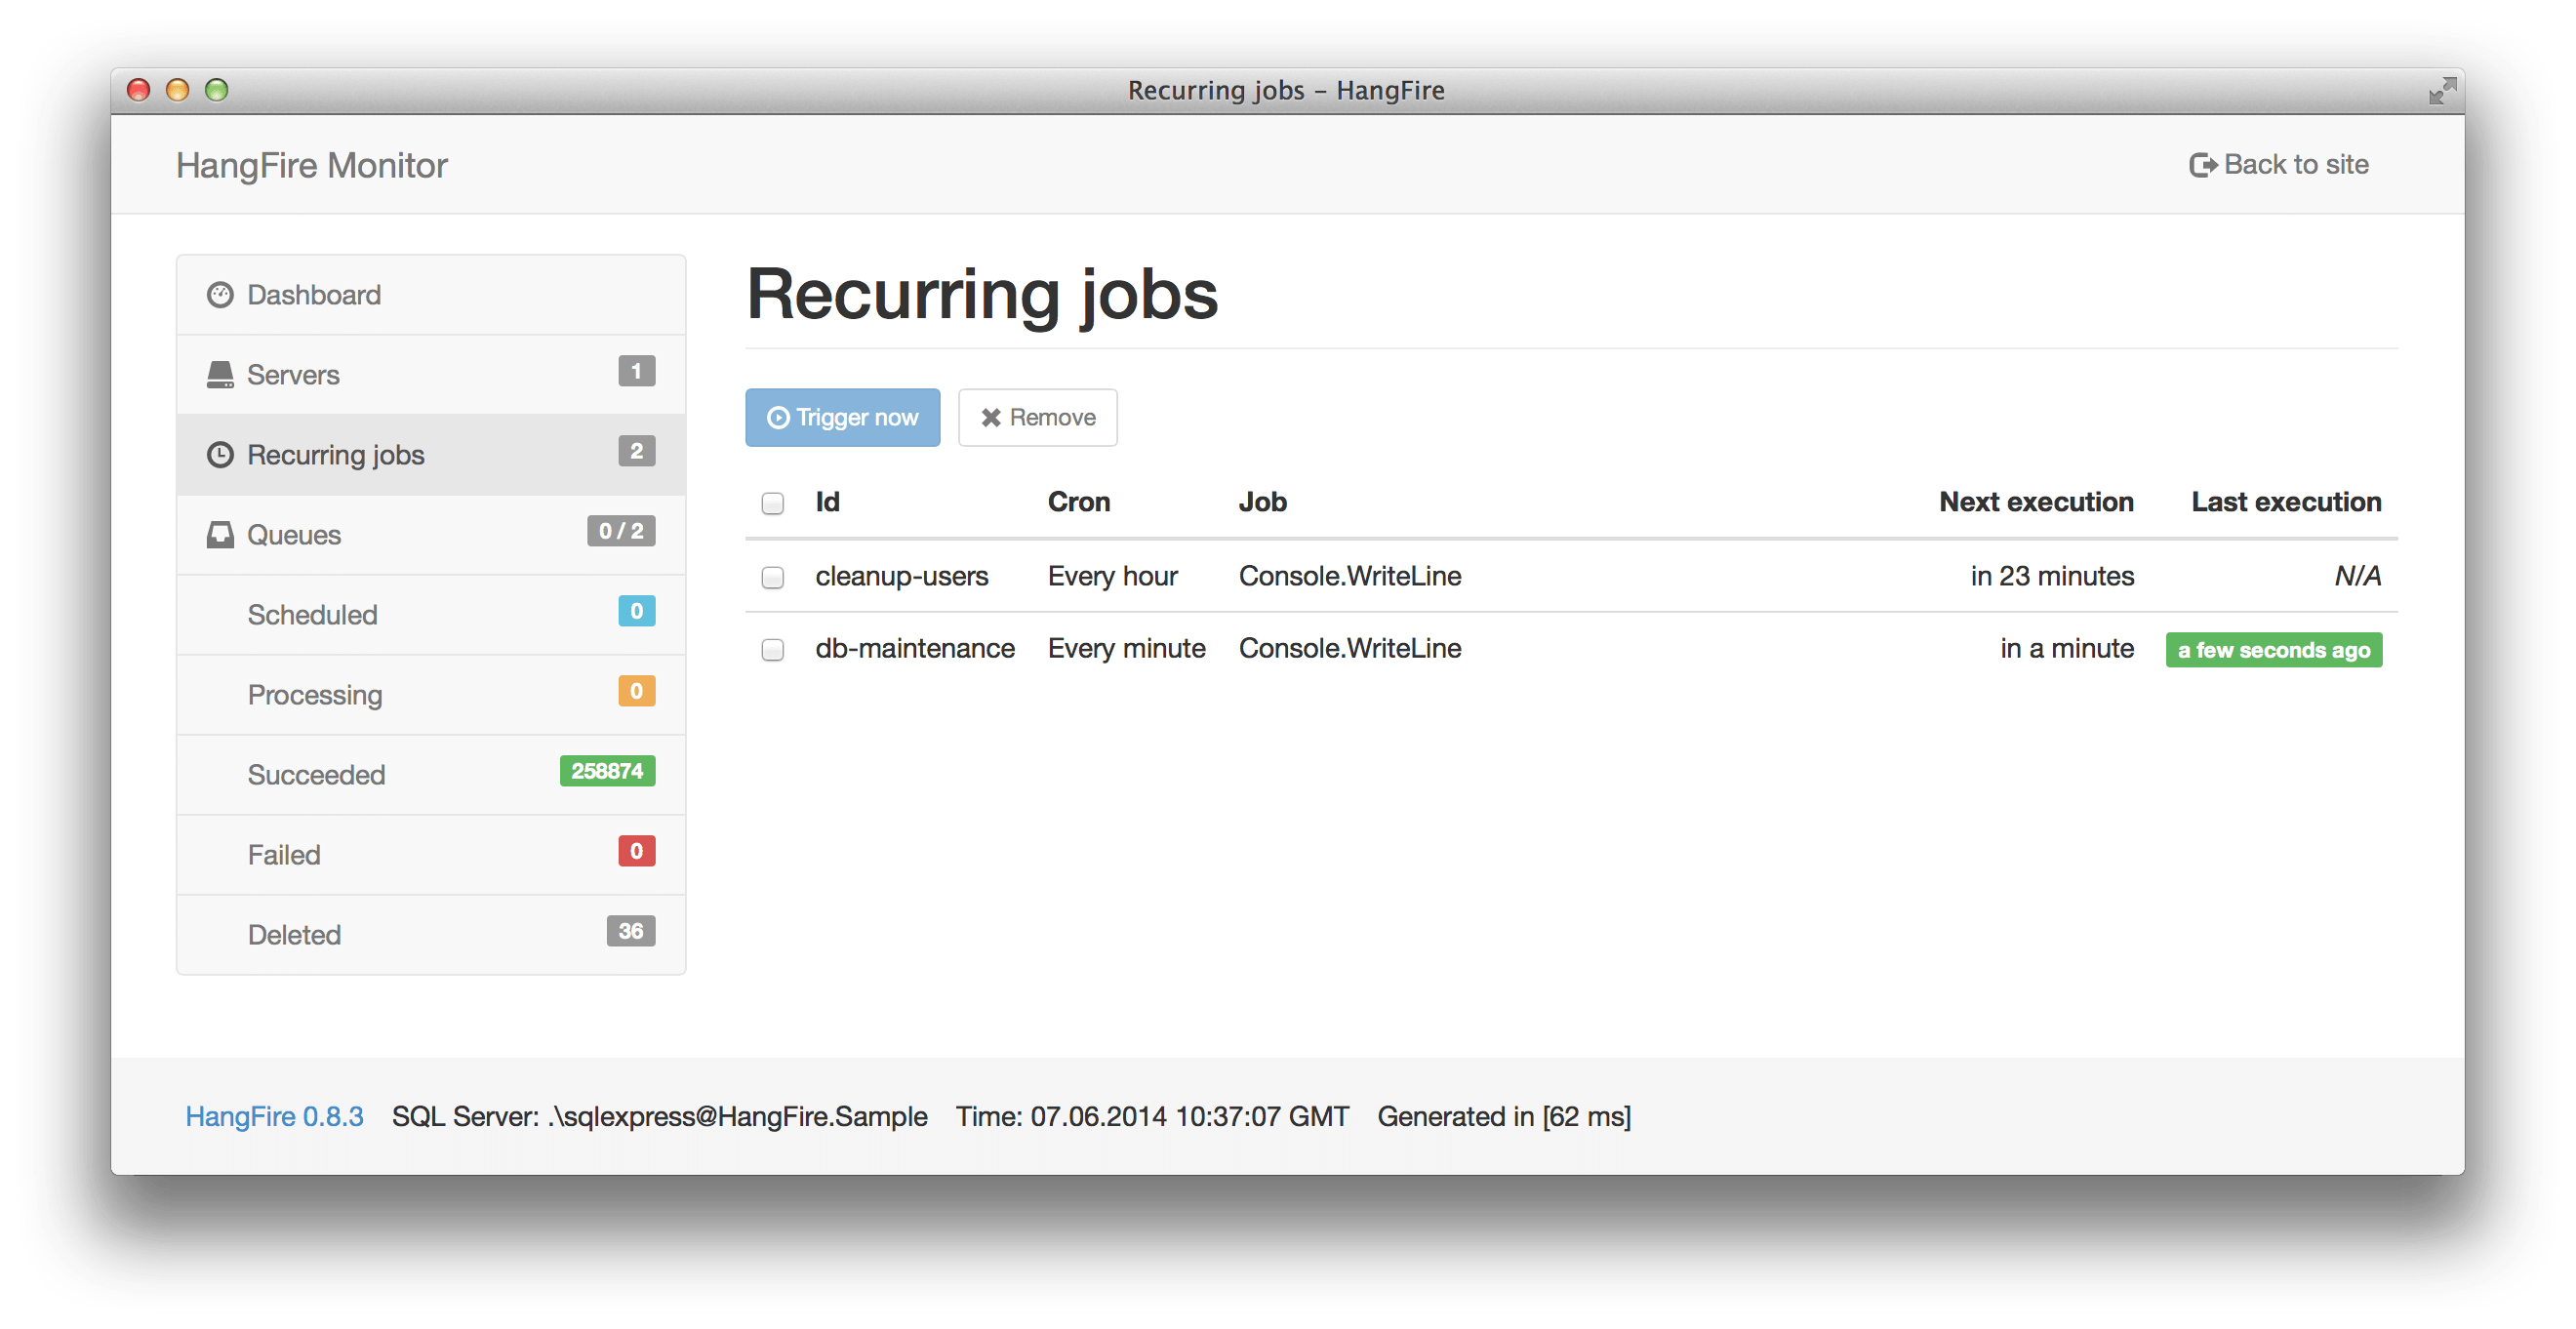 Recurring jobs – HangFire
HangFire Monitor
Back to site
Dashboard
Servers 1
Recurring jobs 2
Queues 0 / 2
Scheduled 0
Processing 0
Succeeded 258874
Failed 0
Deleted 36
Recurring jobs
Trigger now Remove
Id Cron Job Next execution Last execution
cleanup-users Every hour Console.WriteLine in 23 minutes N/A
db-maintenance Every minute Console.WriteLine in a minute a few seconds ago
HangFire 0.8.3 SQL Server: .\sqlexpress@HangFire.Sample Time: 07.06.2014 10:37:07 GMT Generated in [62 ms]